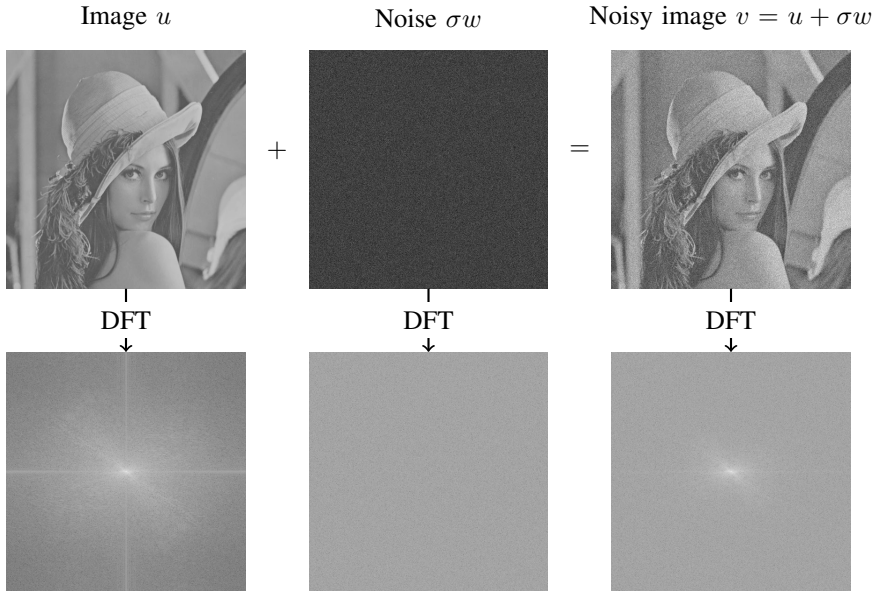 Image u
Noise σw
Noisy image v = u + σw
+
=
DFT
DFT
DFT